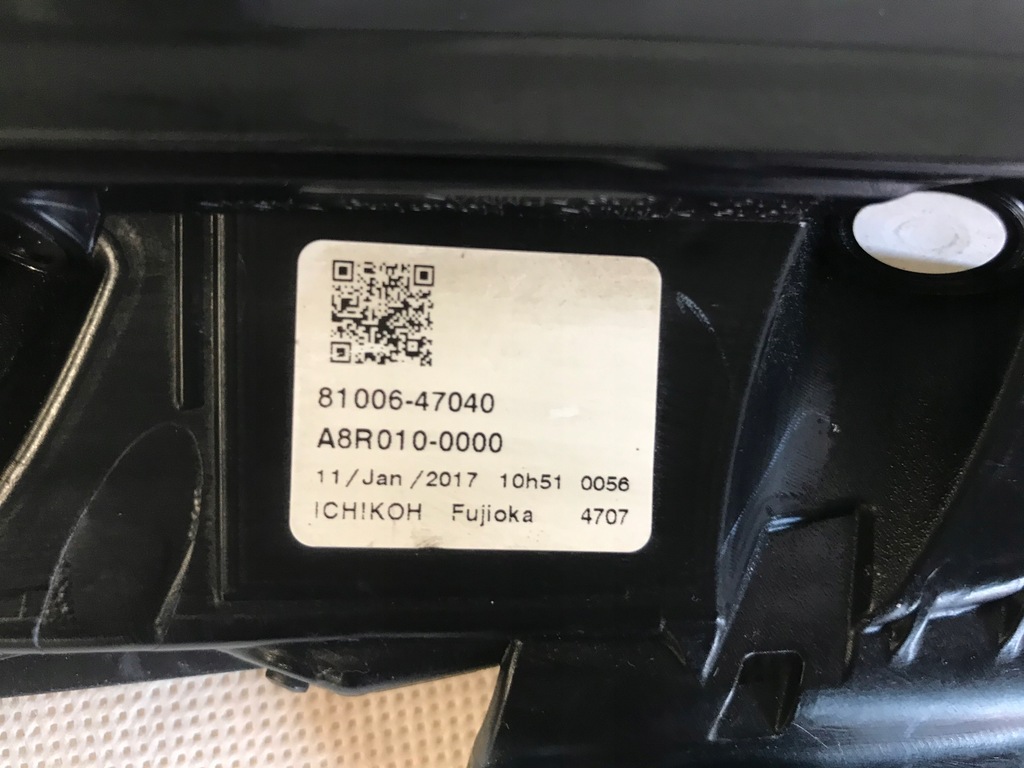 81006-47040
A8R010-0000
11/Jan/2017 10h51 0056
ICHIKOH Fujioka 4707